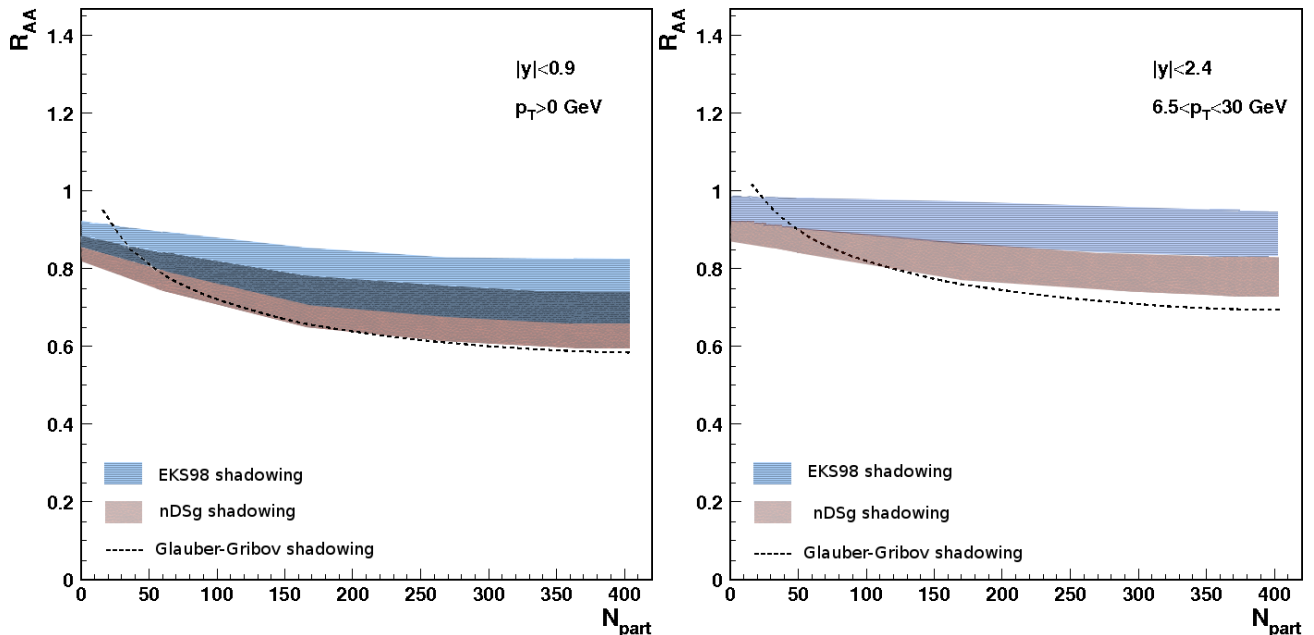 R_AA
1.4
1.2
1
0.8
0.6
0.4
0.2
0
|y|<0.9
p_T>0 GeV
EKS98 shadowing
nDSg shadowing
Glauber-Gribov shadowing
0 50 100 150 200 250 300 350 400
N_part
R_AA
1.4
1.2
1
0.8
0.6
0.4
0.2
0
|y|<2.4
6.5<p_T<30 GeV
EKS98 shadowing
nDSg shadowing
Glauber-Gribov shadowing
0 50 100 150 200 250 300 350 400
N_part